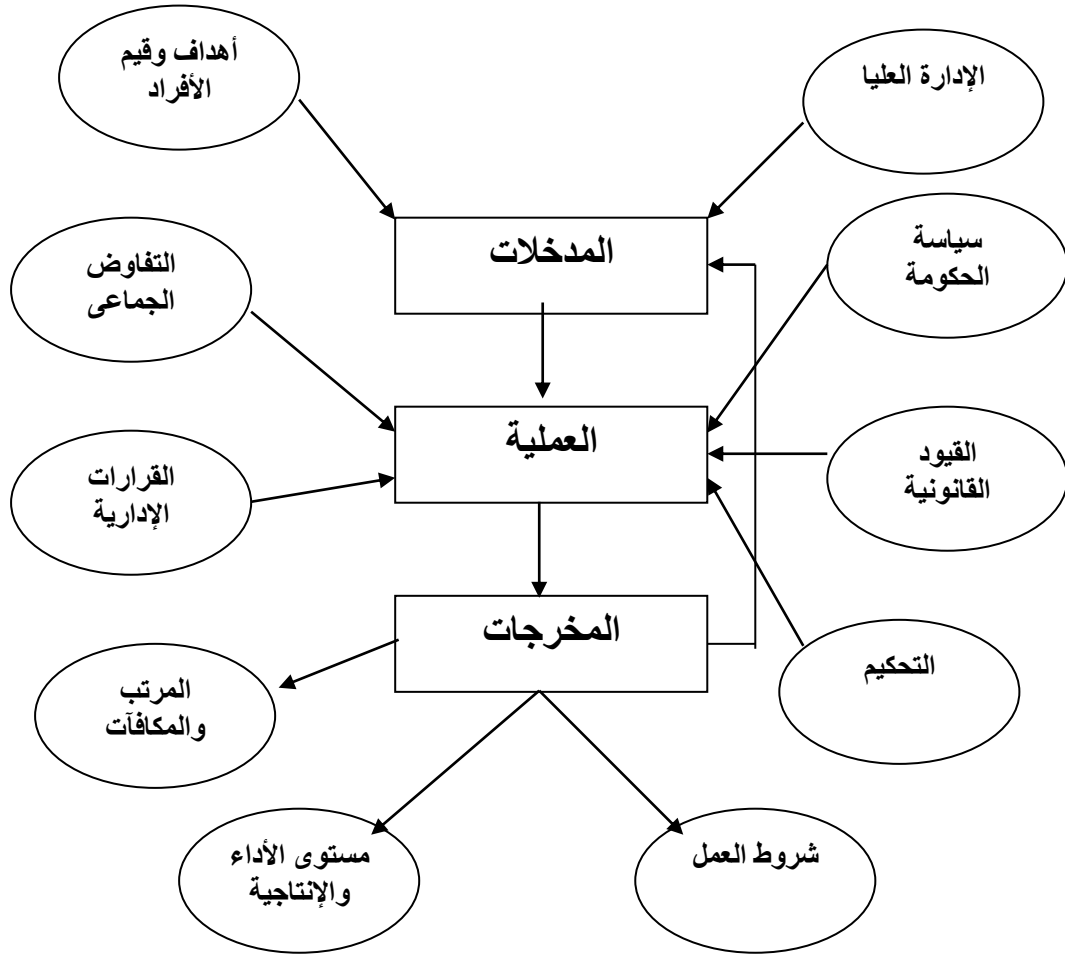 أهداف وقيم
الأفراد
الإدارة العليا
المدخلات
سياسة
الحكومة
التفاوض
الجماعى
العملية
القيود
القانونية
القرارات
الإدارية
المخرجات
التحكيم
المرتب
والمكافآت
شروط العمل
مستوى الأداء
والإنتاجية